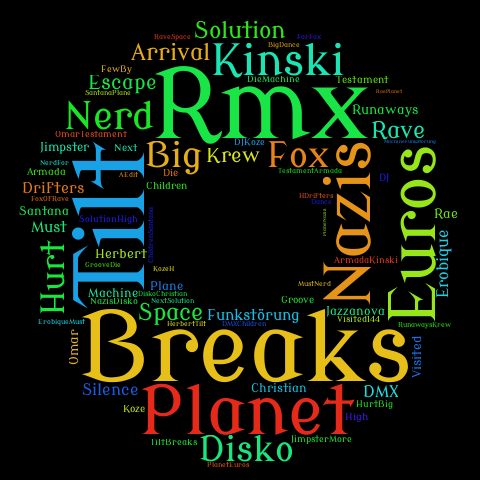 RaveSpace
ForFox
Solution
BigDance
Arrival
Kinski
FewBy
Escape
DieMachine
Testament
SantanaPlane
Rmx
Nerd
Runaways
OmarTestament
Rave
Jimpster
Next
DJKoze
NerdFor
Big
Krew
Fox
Armada
AEdit
Die
TestamentArmada
DJ
Drifters
Children
HDrifters
FoxOfRave
Tilt
Nazis
Euros
Dance
Santana
Rae
Must
SolutionHigh
Hurt
Herbert
ArmadaKinski
Erobique
GrooveDie
KozeH
Plane
MustNerd
Machine
DiskoChristian
NazisDisko
NextSolution
Groove
Jazzanova
Space
Funkstörung
Visited144
ErobiqueMust
HerbertTilt
DMXChildren
RunawaysKrew
Omar
Breaks
Visited
Silence
Christian
DMX
Planet
Koze
HurtBig
High
TiltBreaks
Disko
JimpsterMore
PlanetEuros